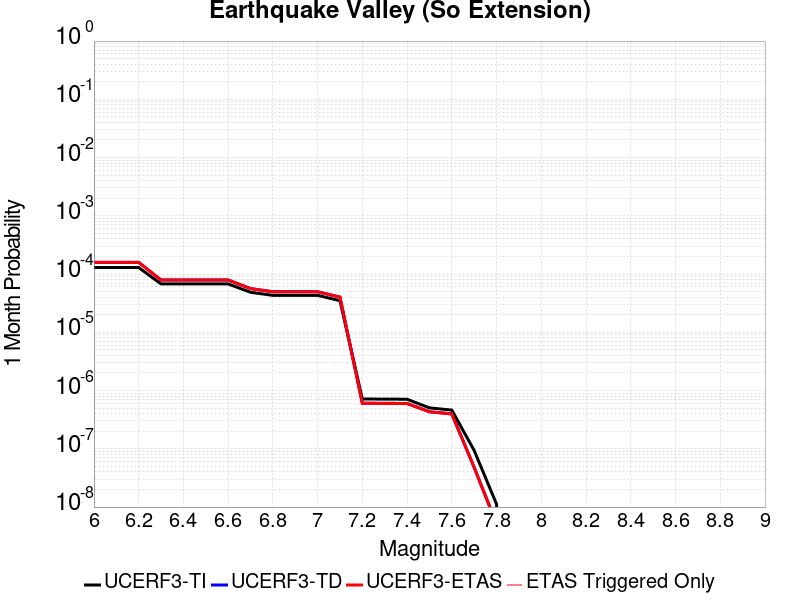 Earthquake Valley (So Extension)
10^0
10^-1
10^-2
10^-3
10^-4
10^-5
10^-6
10^-7
10^-8
1 Month Probability
6 6.2 6.4 6.6 6.8 7 7.2 7.4 7.6 7.8 8 8.2 8.4 8.6 8.8 9
Magnitude
UCERF3-TI UCERF3-TD UCERF3-ETAS ETAS Triggered Only